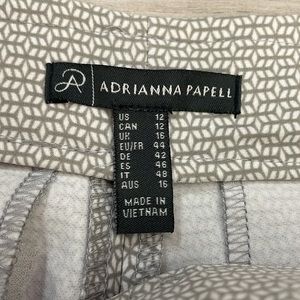 ADRIANNA PAPELL
US 12
CAN 12
UK 16
EU/FR 44
DE 42
ES 46
IT 48
AUS 16
MADE IN
VIETNAM